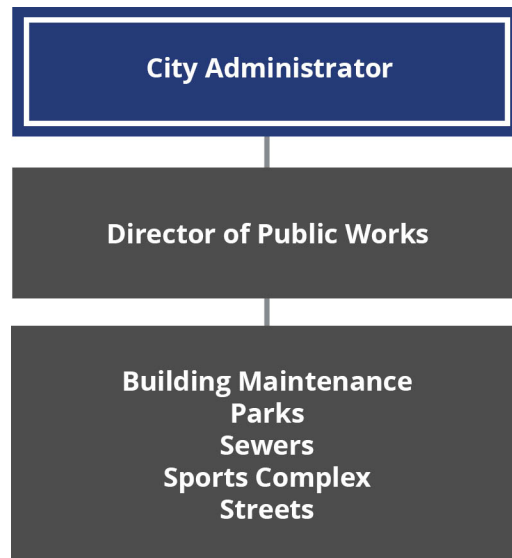 City Administrator
Director of Public Works
Building Maintenance
Parks
Sewers
Sports Complex
Streets